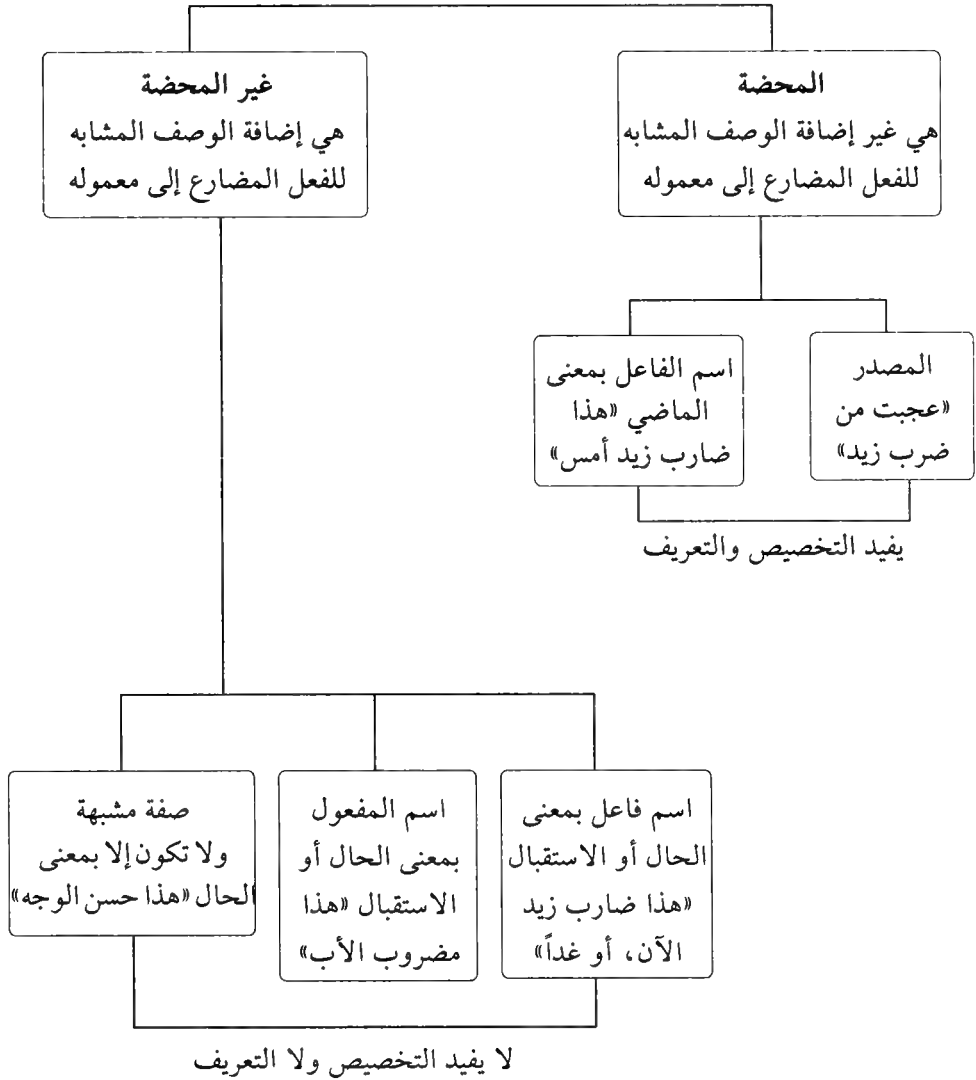 المحضة
هي غير إضافة الوصف المشابه
للفعل المضارع إلى معموله
غير المحضة
هي إضافة الوصف المشابه
للفعل المضارع إلى معموله
المصدر
«عجبت من
ضرب زيد»
اسم الفاعل بمعنى
الماضي «هذا
ضارب زيد أمس»
يفيد التخصيص والتعريف
اسم فاعل بمعنى
الحال أو الاستقبال
«هذا ضارب زيد
الآن، أو غداً»
اسم المفعول
بمعنى الحال أو
الاستقبال «هذا
مضروب الأب»
صفة مشبهة
ولا تكون إلا بمعنى
الحال «هذا حسن الوجه»
لا يفيد التخصيص ولا التعريف